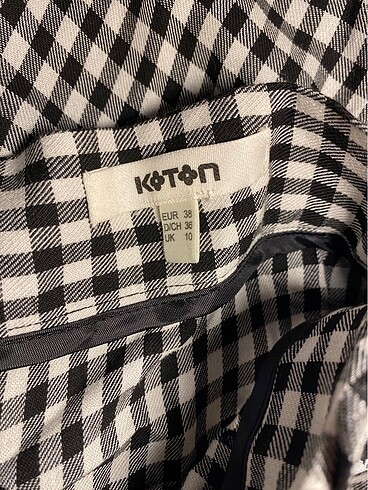 KOTON
EUR 38
D/CH 36
UK 10